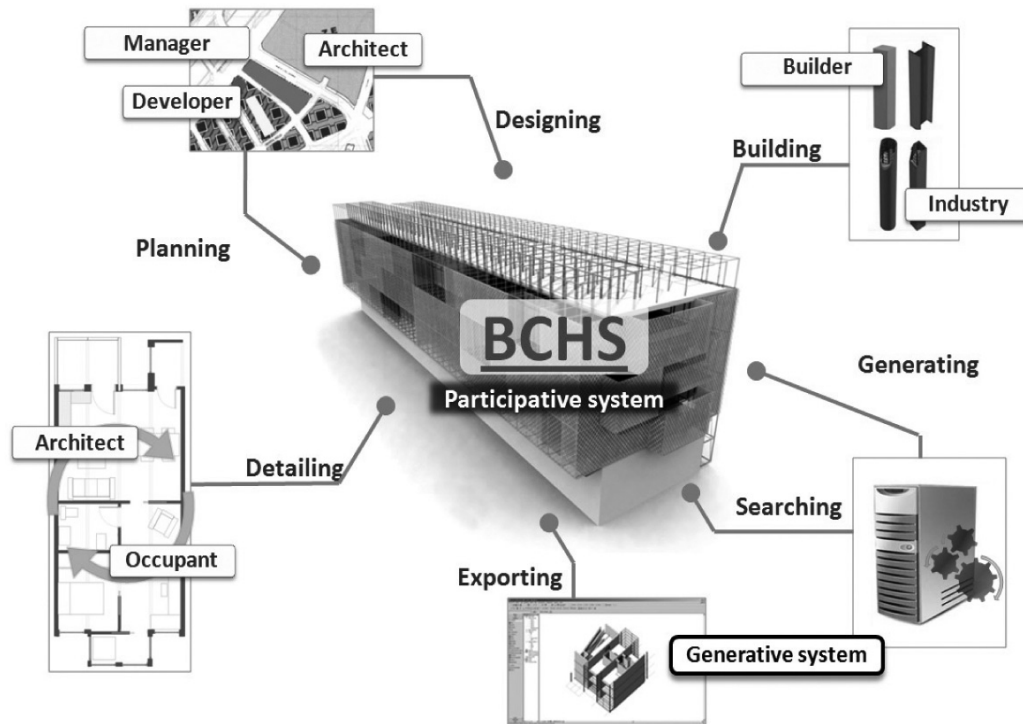 Manager
Architect
Developer
Designing
Builder
Building
Industry
Planning
BCHS
Participative system
Generating
Architect
Detailing
Occupant
Searching
Exporting
Generative system